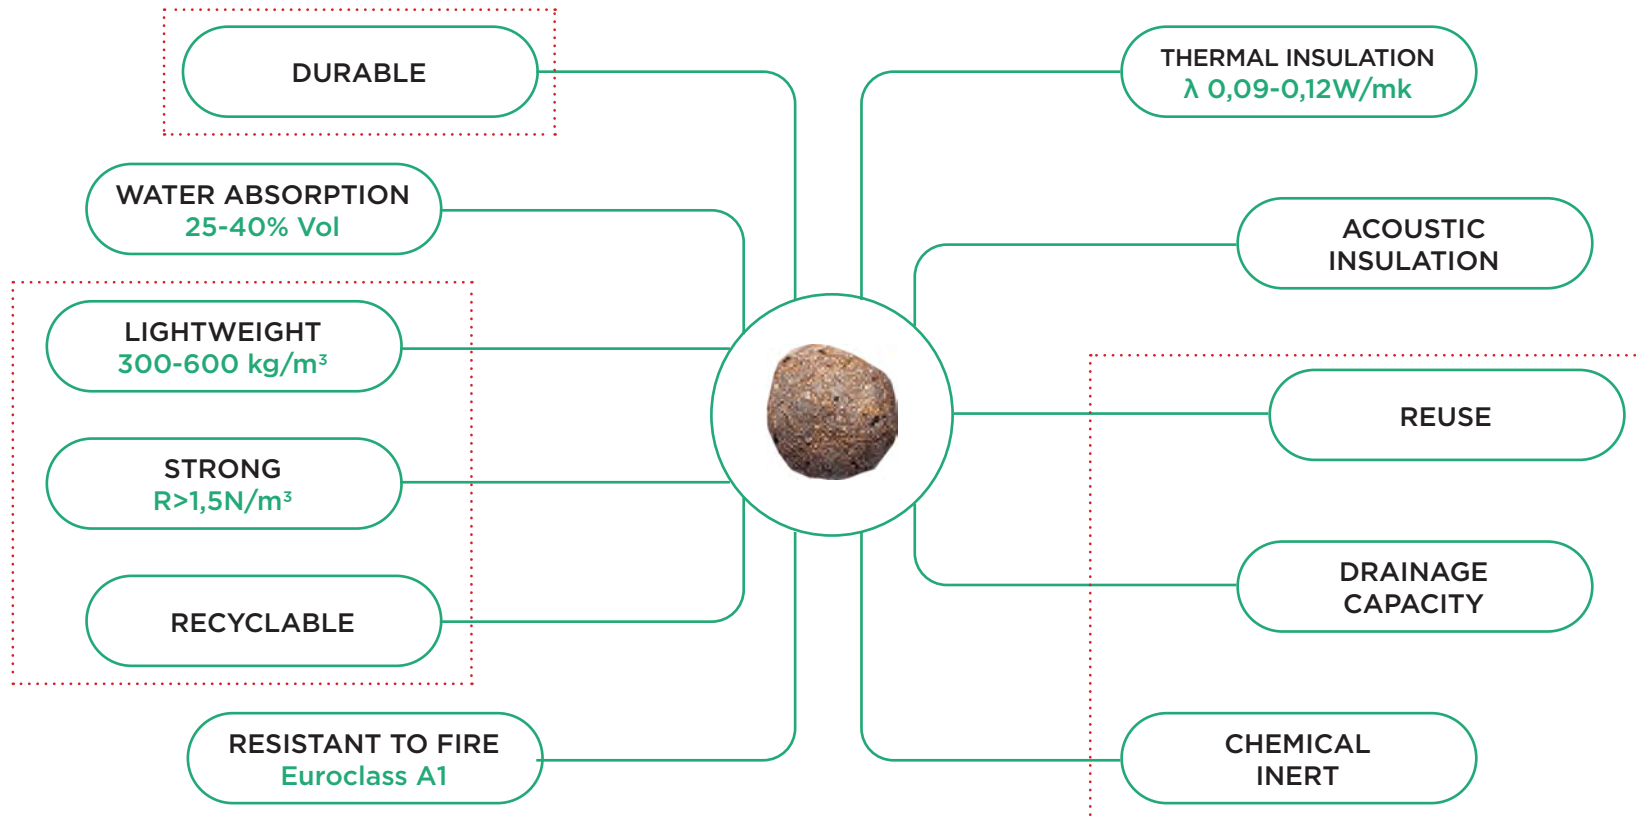 DURABLE
WATER ABSORPTION
25-40% Vol
LIGHTWEIGHT
300-600 kg/m³
STRONG
R>1,5N/m³
RECYCLABLE
RESISTANT TO FIRE
Euroclass A1
THERMAL INSULATION
λ 0,09-0,12W/mk
ACOUSTIC
INSULATION
REUSE
DRAINAGE
CAPACITY
CHEMICAL
INERT